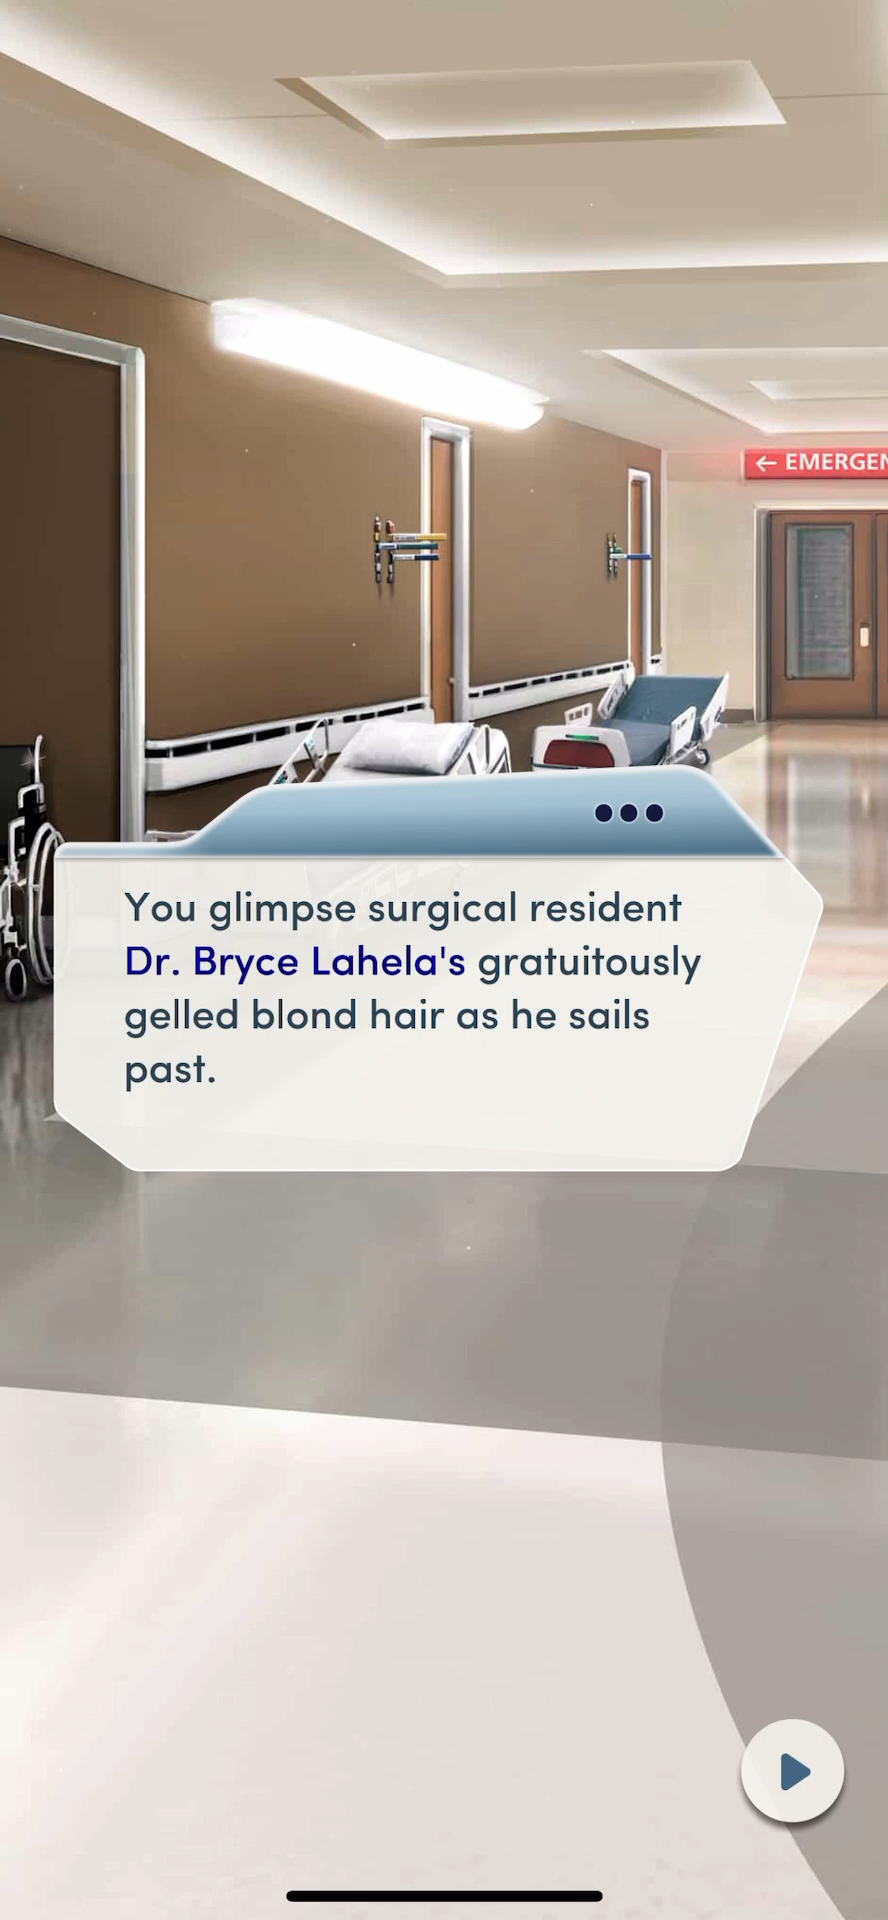 ← EMERGEN
You glimpse surgical resident
Dr. Bryce Lahela's gratuitously
gelled blond hair as he sails
past.